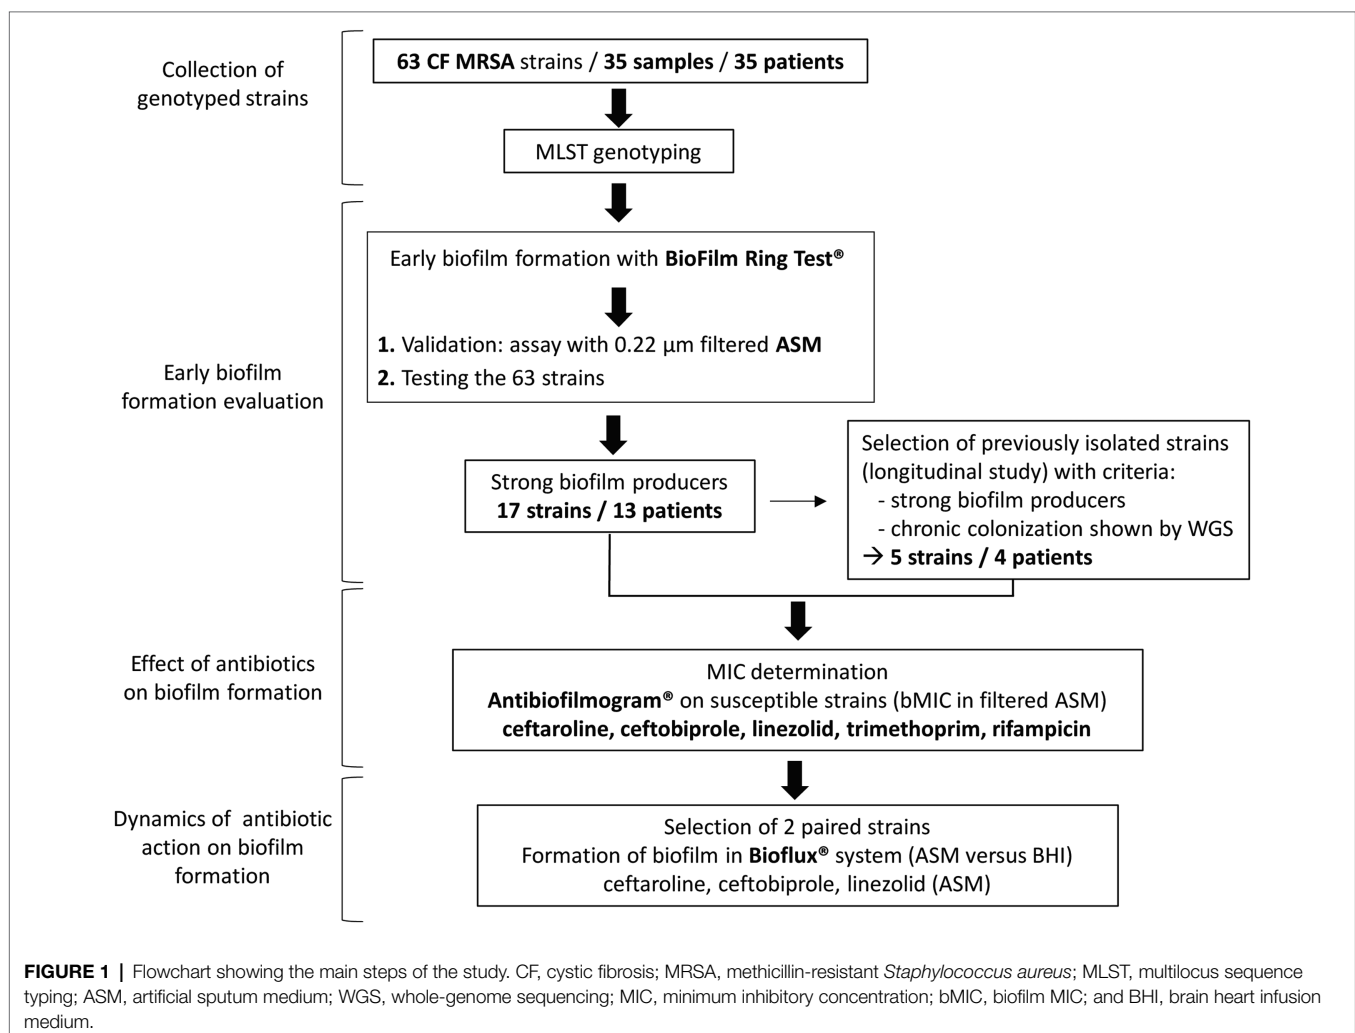 Collection of
genotyped strains
63 CF MRSA strains / 35 samples / 35 patients
MLST genotyping
Early biofilm
formation evaluation
Early biofilm formation with BioFilm Ring Test®
1. Validation: assay with 0.22 µm filtered ASM
2. Testing the 63 strains
Strong biofilm producers
17 strains / 13 patients
Selection of previously isolated strains
(longitudinal study) with criteria:
- strong biofilm producers
- chronic colonization shown by WGS
→ 5 strains / 4 patients
Effect of antibiotics
on biofilm formation
MIC determination
Antibiofilmogram® on susceptible strains (bMIC in filtered ASM)
ceftaroline, ceftobiprole, linezolid, trimethoprim, rifampicin
Dynamics of antibiotic
action on biofilm
formation
Selection of 2 paired strains
Formation of biofilm in Bioflux® system (ASM versus BHI)
ceftaroline, ceftobiprole, linezolid (ASM)
FIGURE 1 | Flowchart showing the main steps of the study. CF, cystic fibrosis; MRSA, methicillin-resistant Staphylococcus aureus; MLST, multilocus sequence
typing; ASM, artificial sputum medium; WGS, whole-genome sequencing; MIC, minimum inhibitory concentration; bMIC, biofilm MIC; and BHI, brain heart infusion
medium.